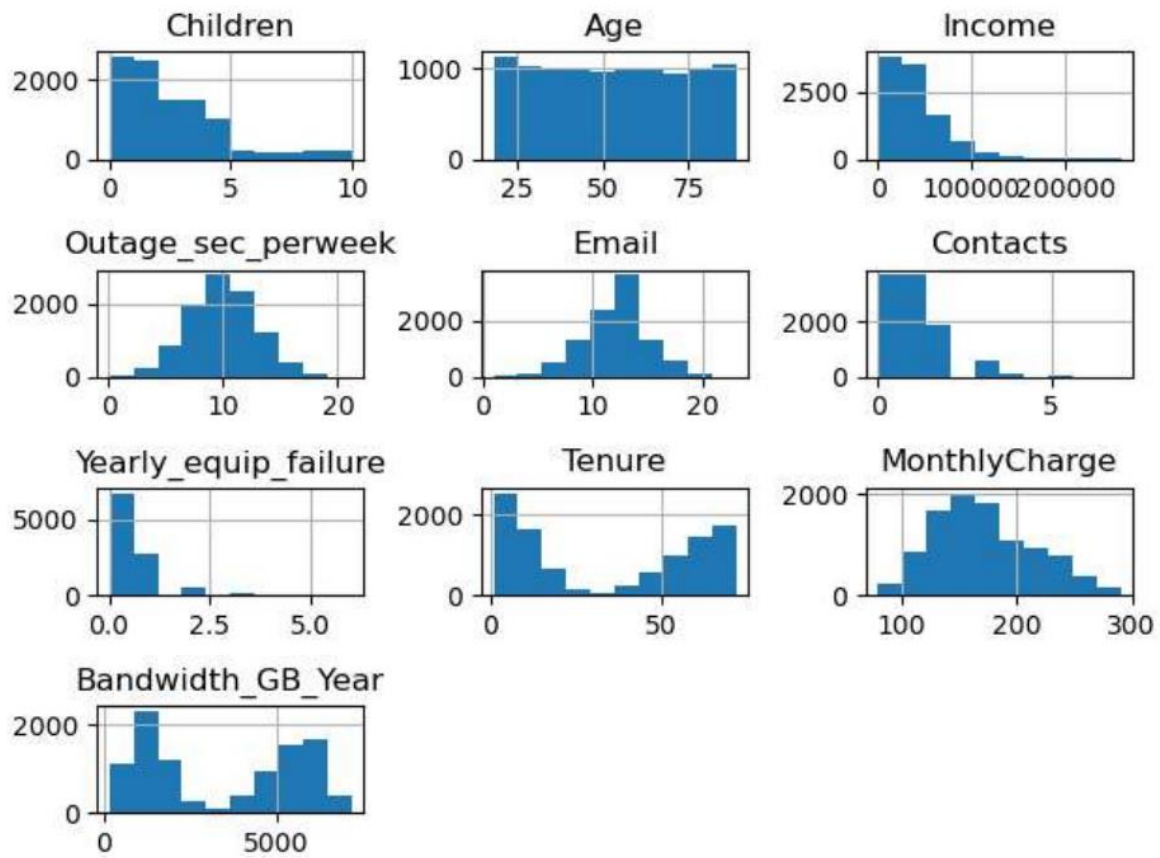 Children Age Income
2000 1000 2500
0 0 0
0 5 10 25 50 75 0 100000 200000
Outage_sec_perweek Email Contacts
2000 2000 2000
0 0 0
0 10 20 0 10 20 0 5
Yearly_equip_failure Tenure MonthlyCharge
5000 2000 2000
0 0 0
0.0 2.5 5.0 0 50 100 200 300
Bandwidth_GB_Year
2000
0
0 5000